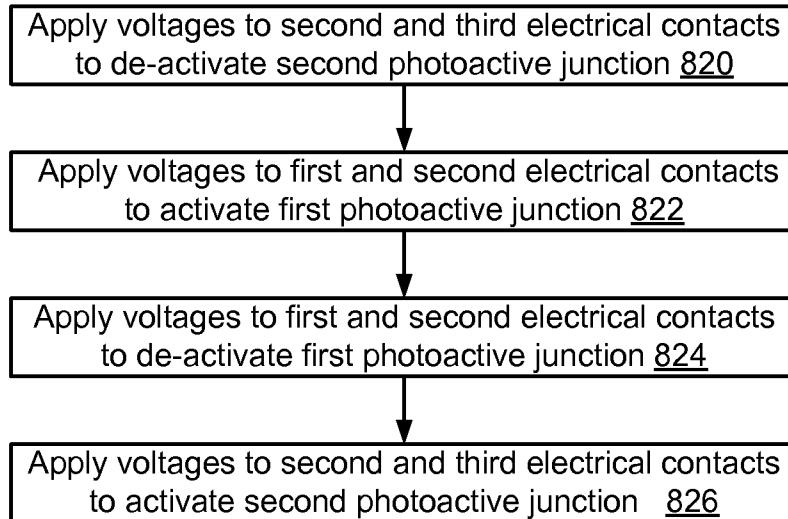 Apply voltages to second and third electrical contacts
to de-activate second photoactive junction 820
Apply voltages to first and second electrical contacts
to activate first photoactive junction 822
Apply voltages to first and second electrical contacts
to de-activate first photoactive junction 824
Apply voltages to second and third electrical contacts
to activate second photoactive junction 826